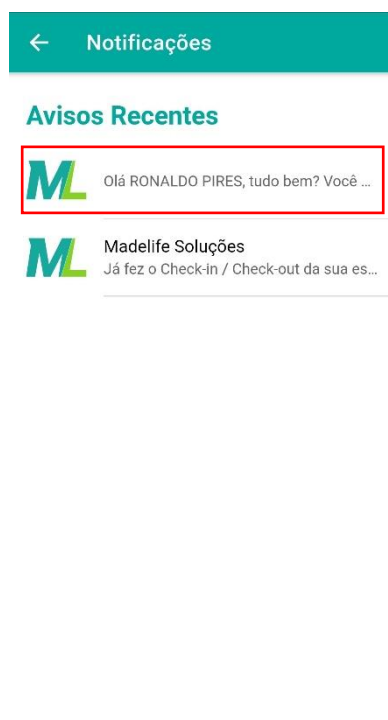 Notificações
Avisos Recentes
ML
Olá RONALDO PIRES, tudo bem? Você ...
ML
Madelife Soluções
Já fez o Check-in / Check-out da sua es...